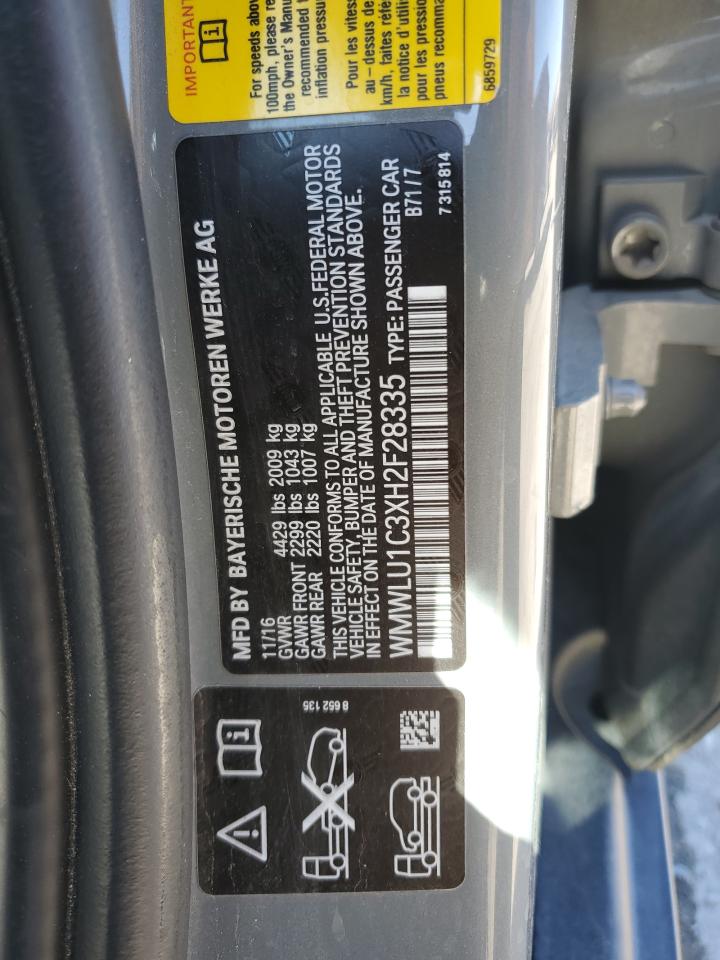 IMPORTANT
For speeds abov
100mph, please re
the Owner's Manu
recommended t
inflation pressur
Pour les vitess
au - dessus de
km/h, faites réfé
la notice d'utili
pour les pression
pneus recomman
6859729
MFD BY BAYERISCHE MOTOREN WERKE AG
11/16
GVWR 4429 lbs 2009 kg
GAWR FRONT 2299 lbs 1043 kg
GAWR REAR 2220 lbs 1007 kg
THIS VEHICLE CONFORMS TO ALL APPLICABLE U.S.FEDERAL MOTOR
VEHICLE SAFETY, BUMPER AND THEFT PREVENTION STANDARDS
IN EFFECT ON THE DATE OF MANUFACTURE SHOWN ABOVE.
WMWLU1C3XH2F28335 TYPE: PASSENGER CAR
B71/7
7 315 814
8 652 135